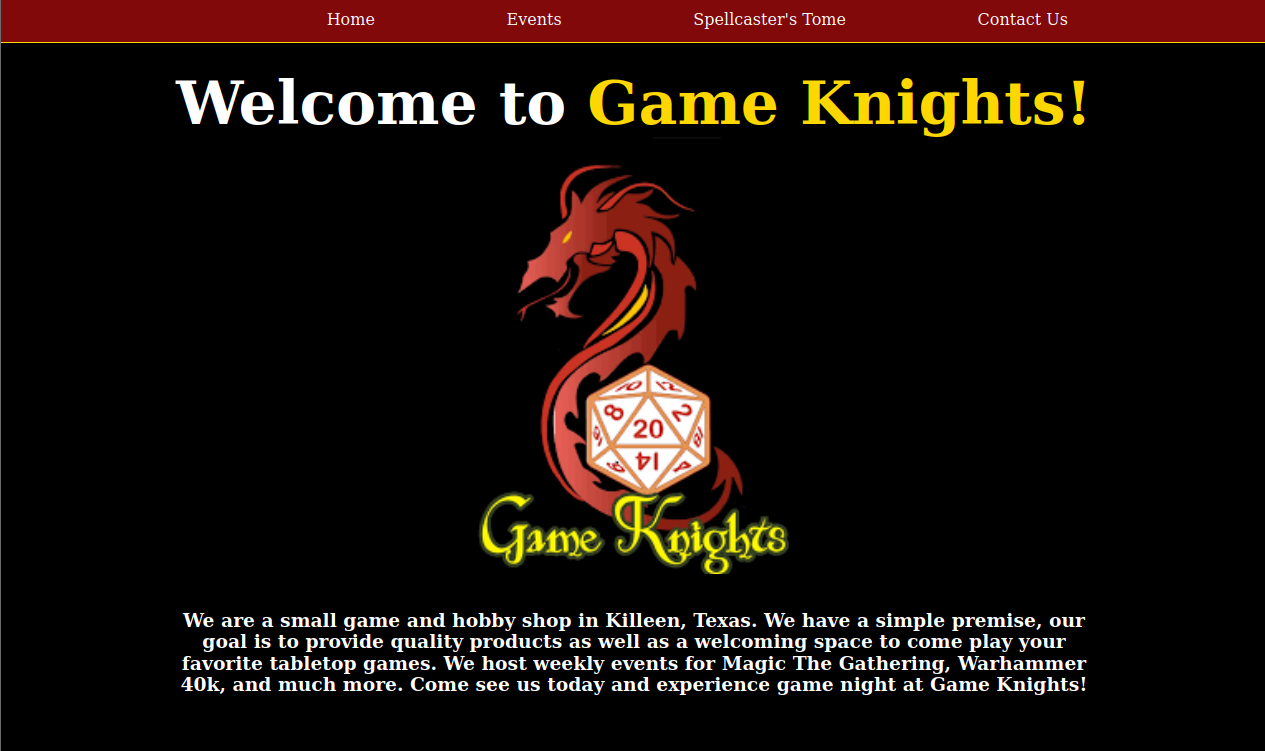 Home Events Spellcaster's Tome Contact Us
Welcome to Game Knights!
10 12
8 20 2
14
Game Knights
We are a small game and hobby shop in Killeen, Texas. We have a simple premise, our
goal is to provide quality products as well as a welcoming space to come play your
favorite tabletop games. We host weekly events for Magic The Gathering, Warhammer
40k, and much more. Come see us today and experience game night at Game Knights!